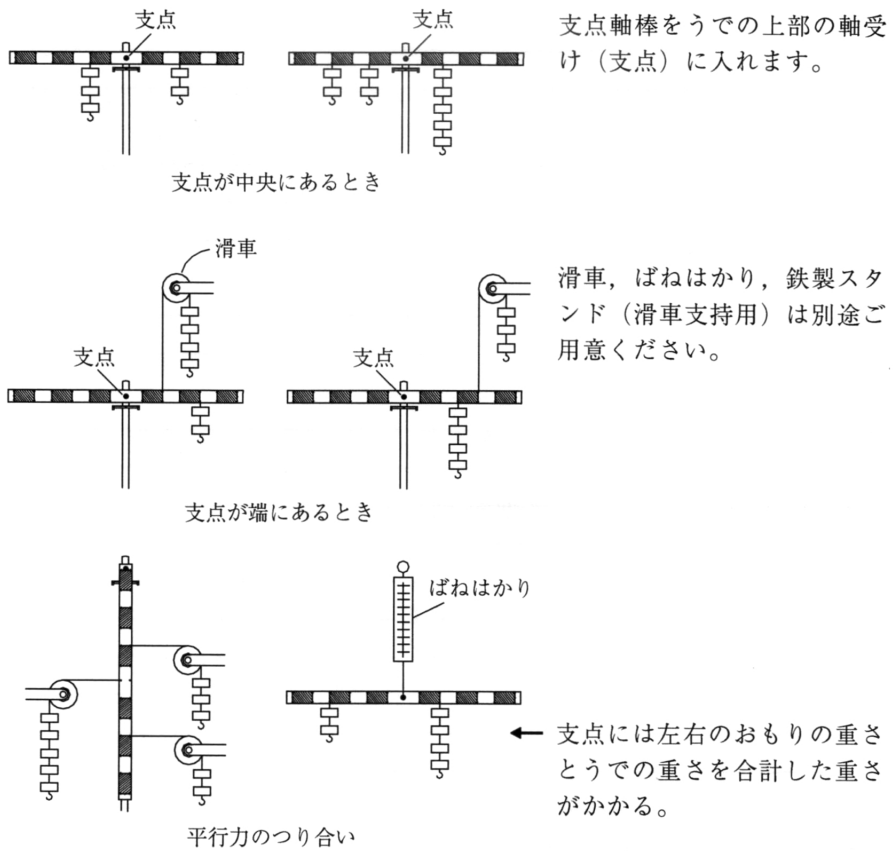 支点
支点
支点軸棒をうでの上部の軸受
け（支点）に入れます。
支点が中央にあるとき
滑車
支点
支点
滑車，ばねはかり，鉄製スタ
ンド（滑車支持用）は別途ご
用意ください。
支点が端にあるとき
ばねはかり
支点には左右のおもりの重さ
とうでの重さを合計した重さ
がかかる。
平行力のつり合い